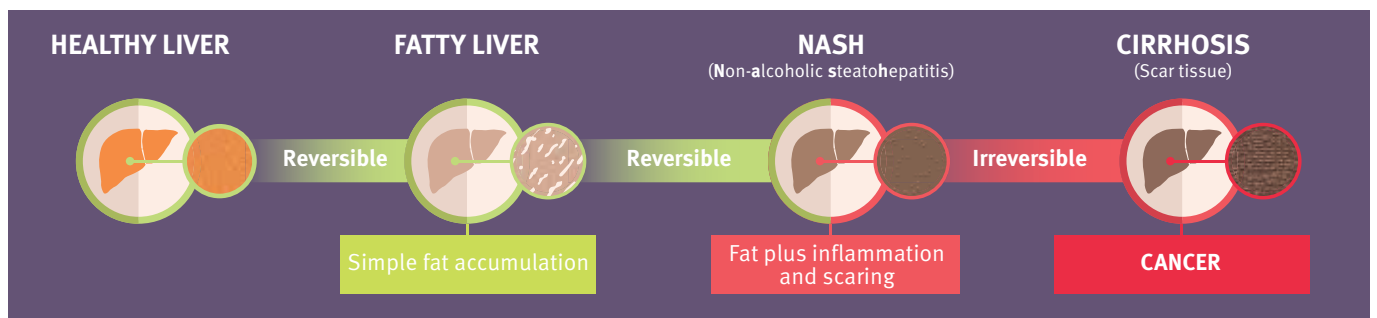 HEALTHY LIVER
FATTY LIVER
NASH
(Non-alcoholic steatohepatitis)
CIRRHOSIS
(Scar tissue)
Reversible
Reversible
Irreversible
Simple fat accumulation
Fat plus inflammation
and scaring
CANCER